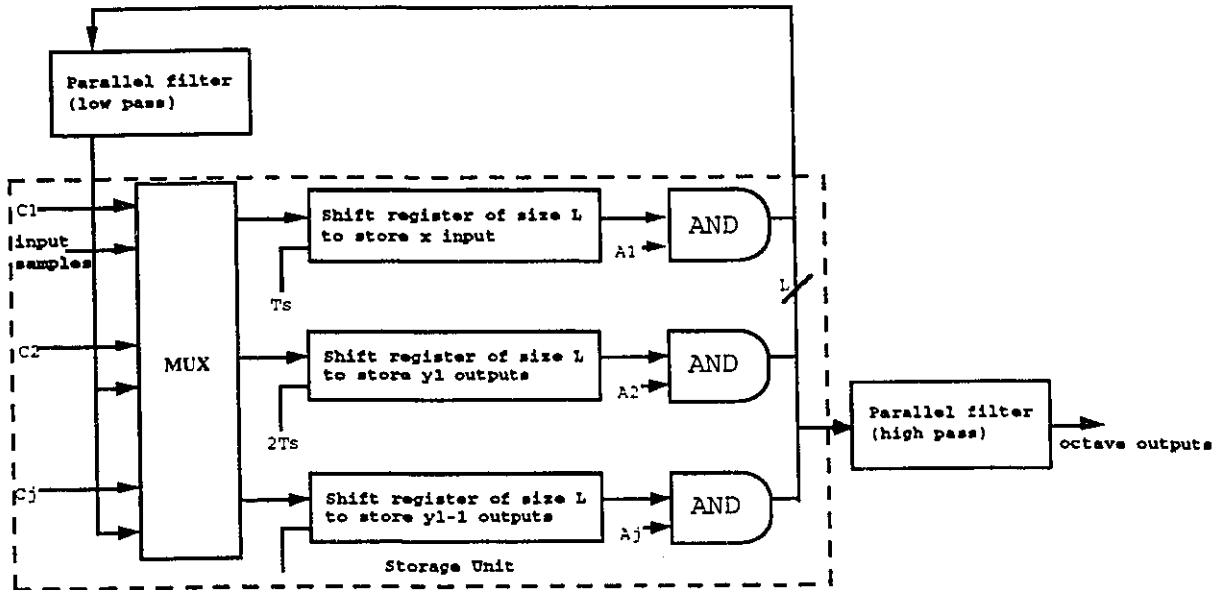 Parallel filter
(low pass)
C1
input
samples
C2
Cj
MUX
Shift register of size L
to store x input
Ts
A1
AND
L
Shift register of size L
to store y1 outputs
2Ts
A2
AND
Parallel filter
(high pass)
octave outputs
Shift register of size L
to store y1-1 outputs
Aj
AND
Storage Unit